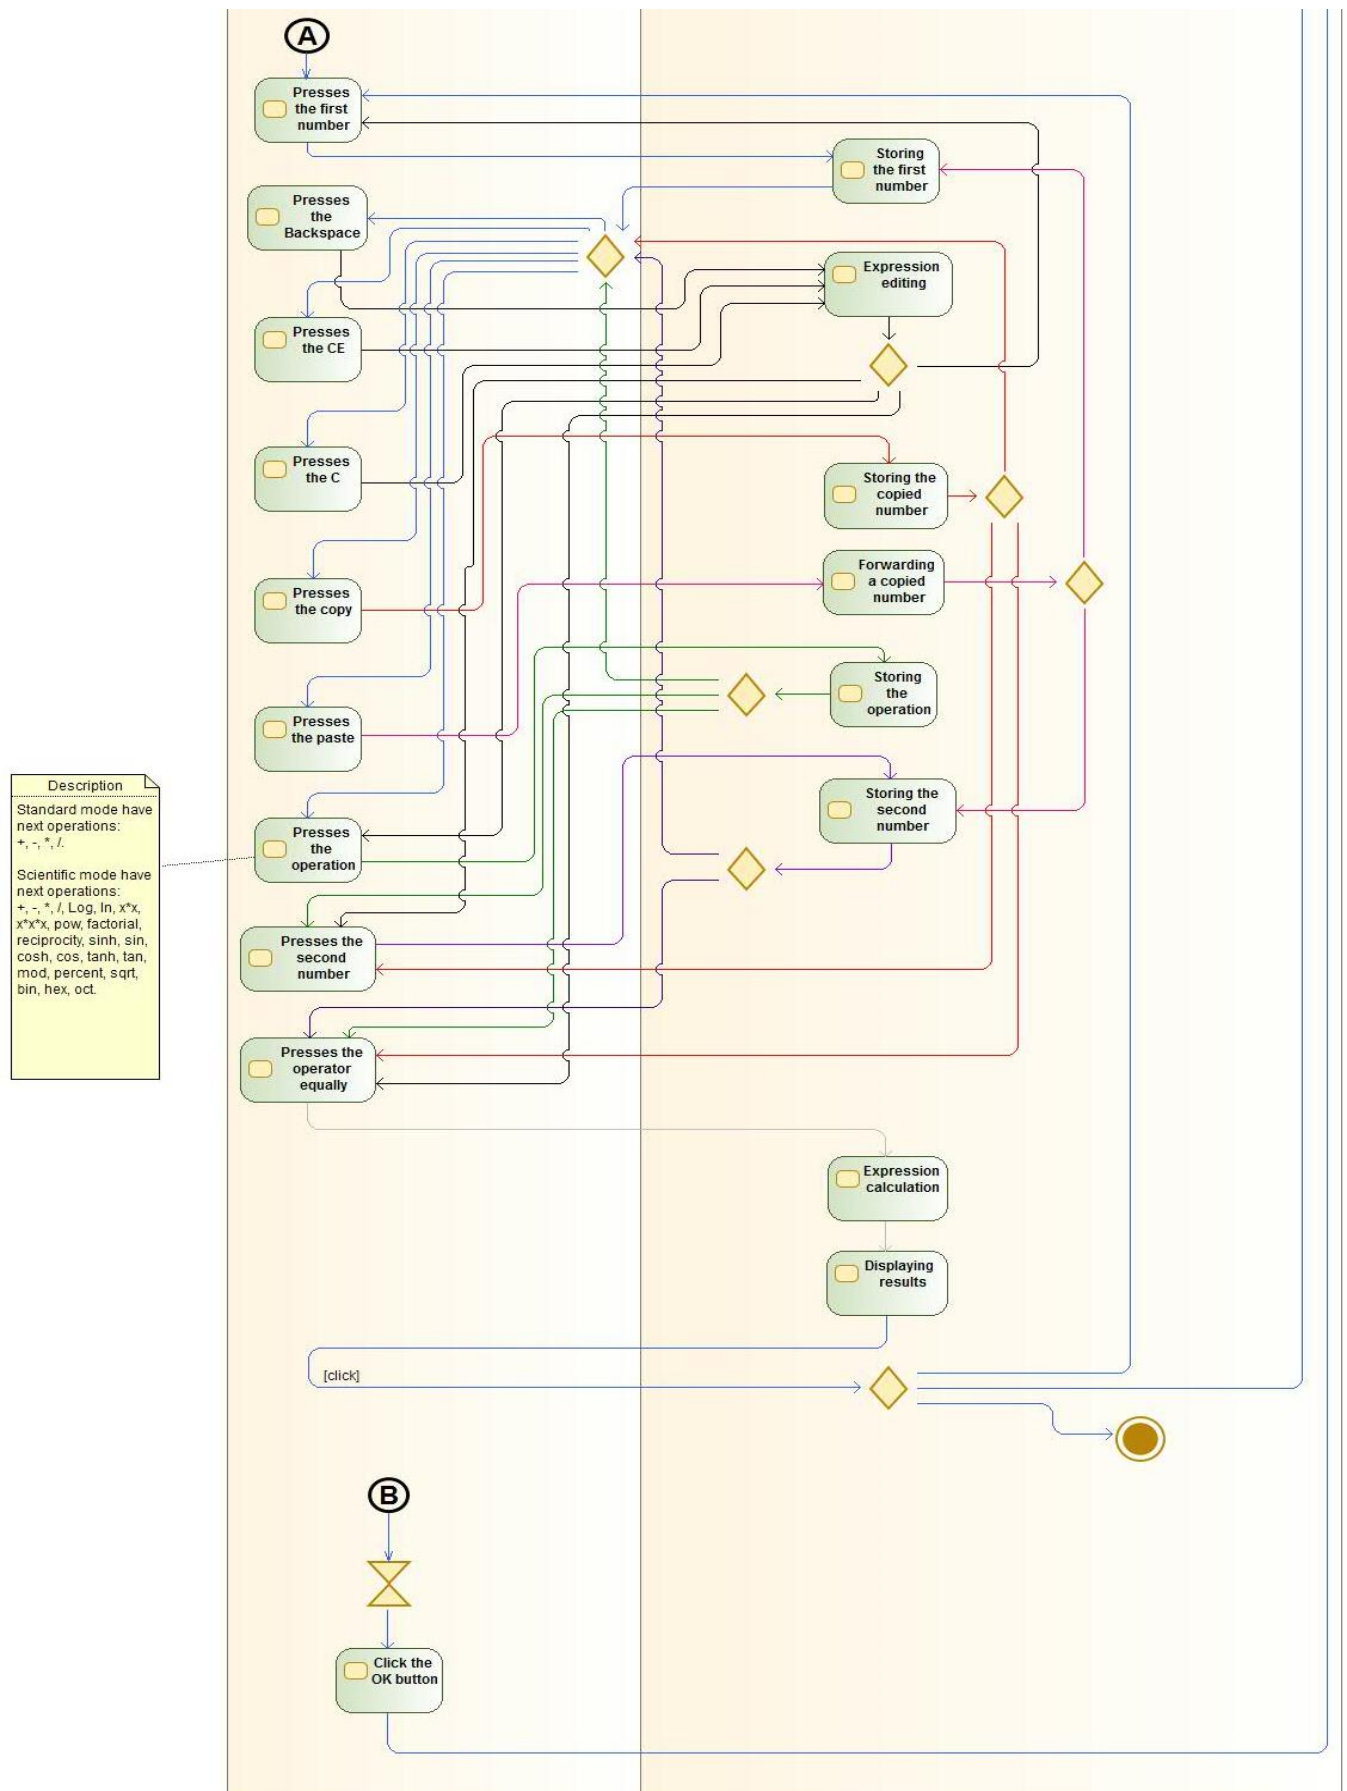 A
Presses
the first
number
Storing
the first
number
Presses
the
Backspace
Expression
editing
Presses
the CE
Presses
the C
Storing the
copied
number
Forwarding
a copied
number
Presses
the copy
Storing
the
operation
Presses
the paste
Description
Standard mode have
next operations:
+, -, *, /.
Scientific mode have
next operations:
+, -, *, /, Log, ln, x*x,
x*x*x, pow, factorial,
reciprocity, sinh, sin,
cosh, cos, tanh, tan,
mod, percent, sqrt,
bin, hex, oct.
Storing the
second
number
Presses
the
operation
Presses the
second
number
Presses the
operator
equally
Expression
calculation
Displaying
results
[click]
B
Click the
OK button